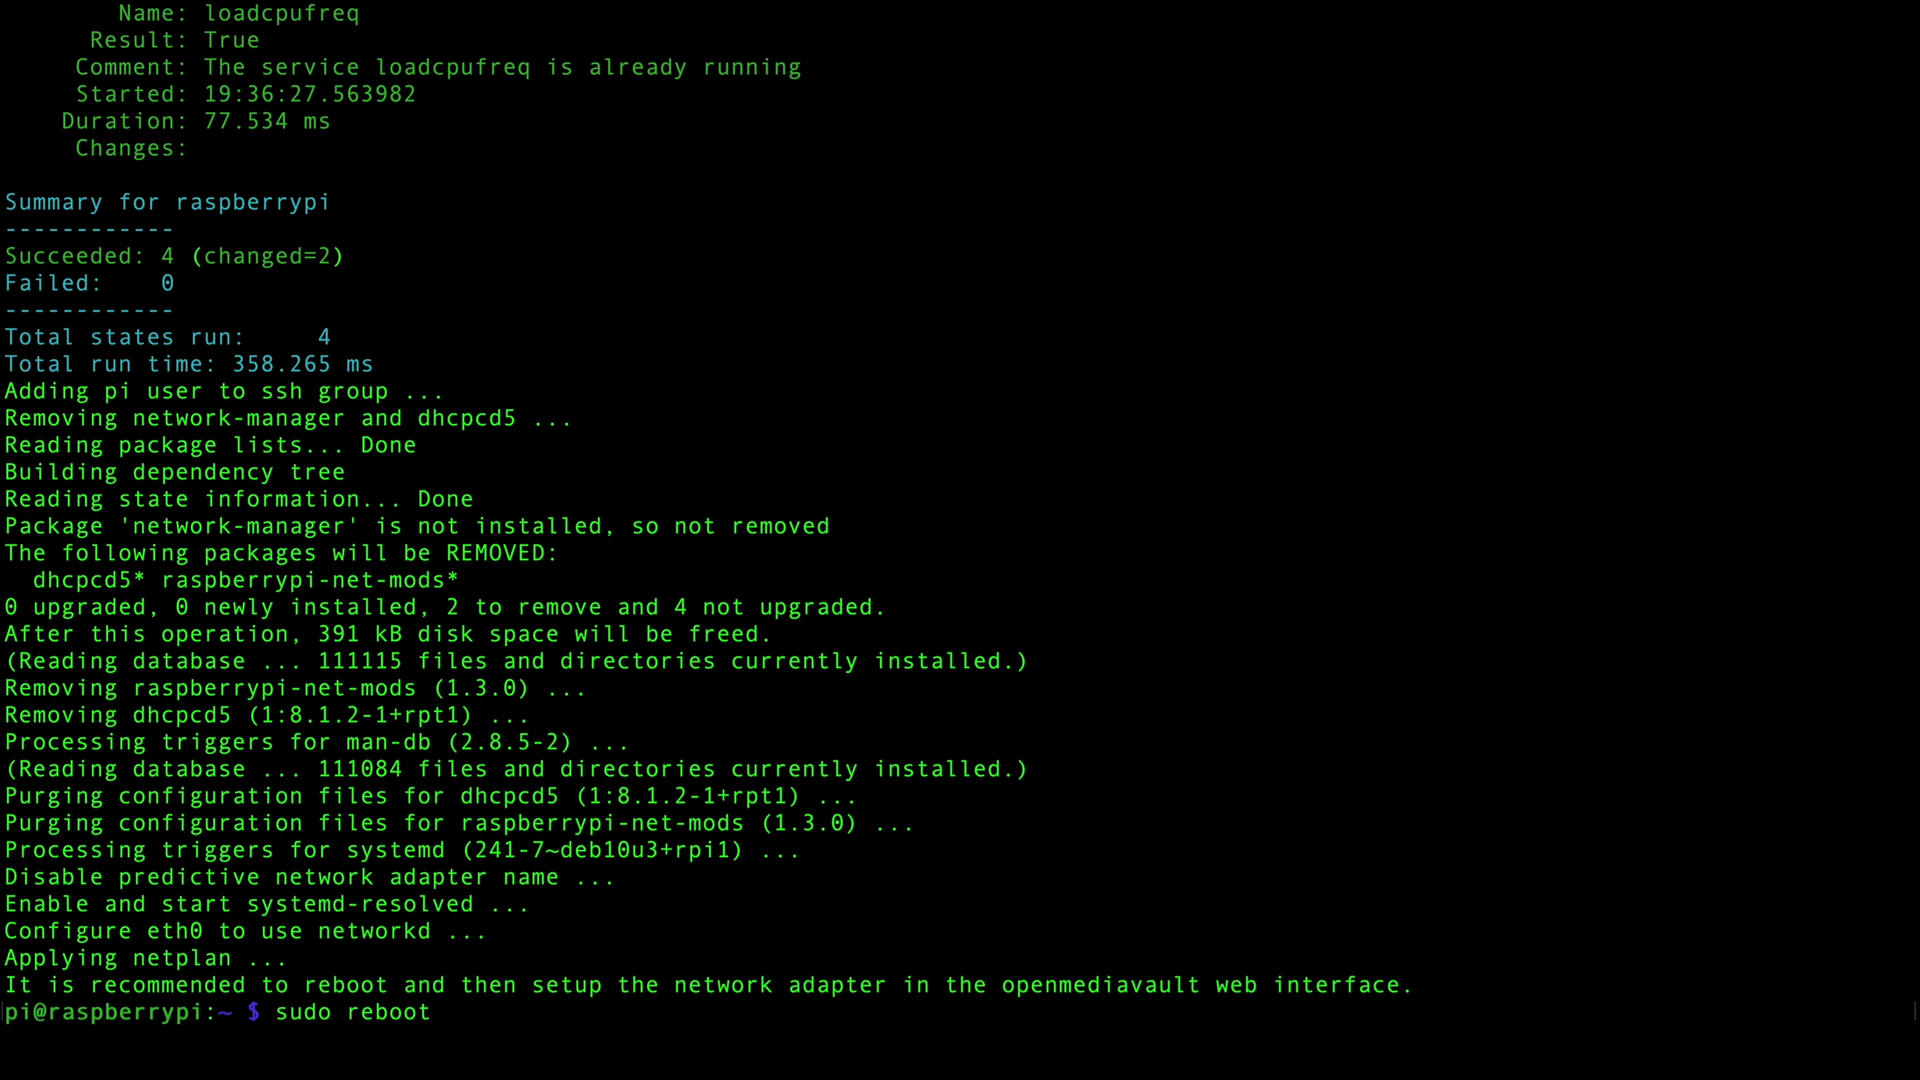 Name: loadcpufreq
Result: True
Comment: The service loadcpufreq is already running
Started: 19:36:27.563982
Duration: 77.534 ms
Changes:
Summary for raspberrypi
------------
Succeeded: 4 (changed=2)
Failed:    0
------------
Total states run:     4
Total run time: 358.265 ms
Adding pi user to ssh group ...
Removing network-manager and dhcpcd5 ...
Reading package lists... Done
Building dependency tree
Reading state information... Done
Package 'network-manager' is not installed, so not removed
The following packages will be REMOVED:
  dhcpcd5* raspberrypi-net-mods*
0 upgraded, 0 newly installed, 2 to remove and 4 not upgraded.
After this operation, 391 kB disk space will be freed.
(Reading database ... 111115 files and directories currently installed.)
Removing raspberrypi-net-mods (1.3.0) ...
Removing dhcpcd5 (1:8.1.2-1+rpt1) ...
Processing triggers for man-db (2.8.5-2) ...
(Reading database ... 111084 files and directories currently installed.)
Purging configuration files for dhcpcd5 (1:8.1.2-1+rpt1) ...
Purging configuration files for raspberrypi-net-mods (1.3.0) ...
Processing triggers for systemd (241-7~deb10u3+rpi1) ...
Disable predictive network adapter name ...
Enable and start systemd-resolved ...
Configure eth0 to use networkd ...
Applying netplan ...
It is recommended to reboot and then setup the network adapter in the openmediavault web interface.
pi@raspberrypi:~ $ sudo reboot